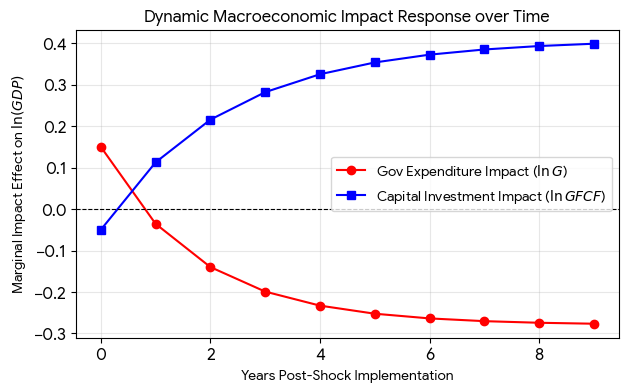 Dynamic Macroeconomic Impact Response over Time
Marginal Impact Effect on ln(GDP)
0.4
0.3
0.2
0.1
0.0
−0.1
−0.2
−0.3
Gov Expenditure Impact (ln G)
Capital Investment Impact (ln GFCF)
0 2 4 6 8
Years Post-Shock Implementation